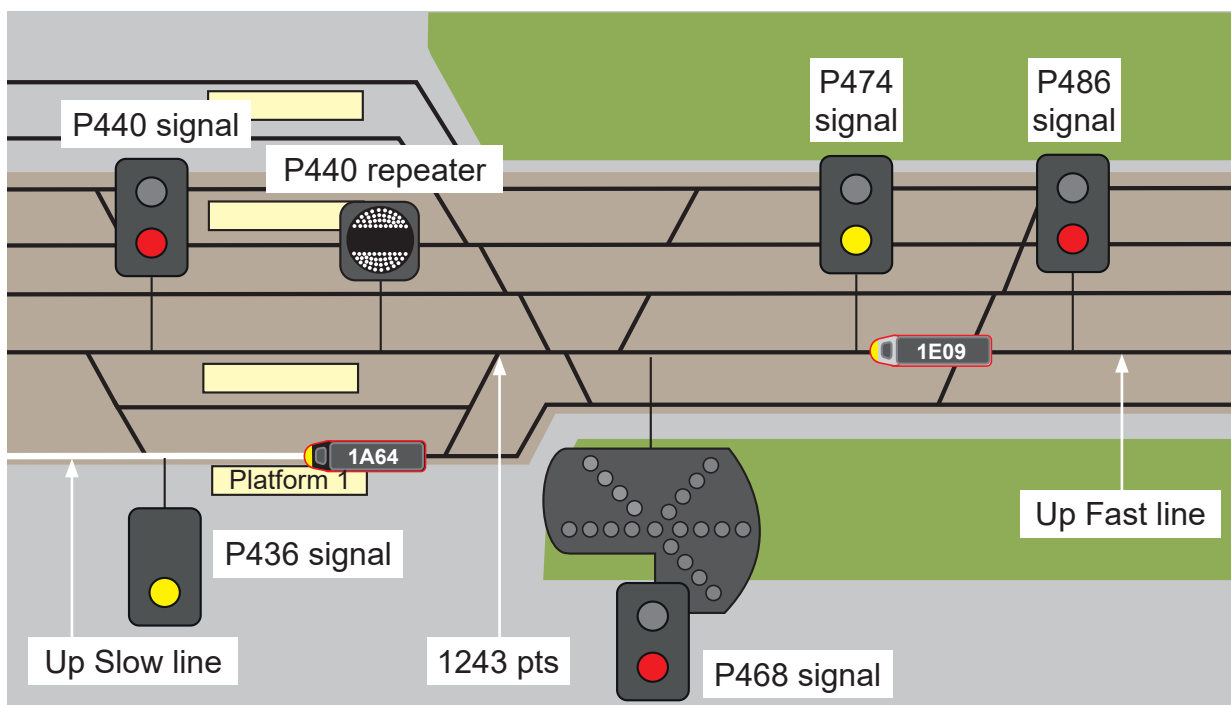 P474
signal
P486
signal
P440 signal
P440 repeater
1E09
1A64
Platform 1
Up Fast line
P436 signal
Up Slow line
1243 pts
P468 signal